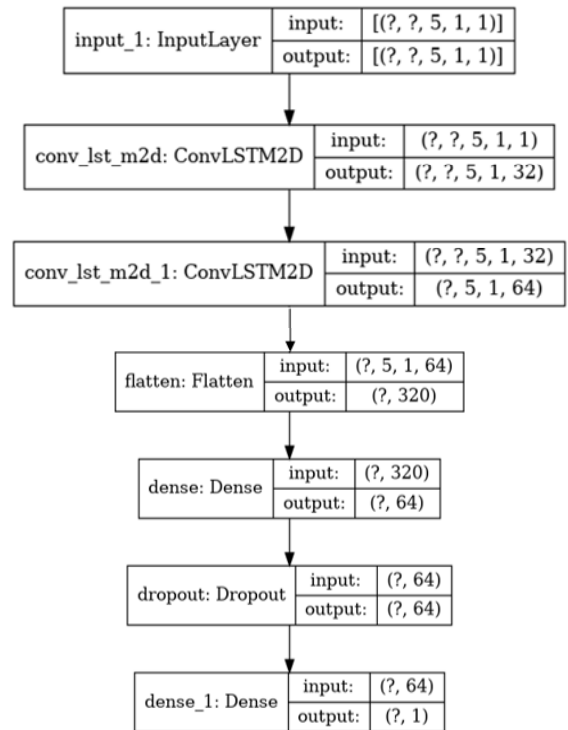 input_1: InputLayer
input: [(?, ?, 5, 1, 1)]
output: [(?, ?, 5, 1, 1)]
conv_lst_m2d: ConvLSTM2D
input: (?, ?, 5, 1, 1)
output: (?, ?, 5, 1, 32)
conv_lst_m2d_1: ConvLSTM2D
input: (?, ?, 5, 1, 32)
output: (?, 5, 1, 64)
flatten: Flatten
input: (?, 5, 1, 64)
output: (?, 320)
dense: Dense
input: (?, 320)
output: (?, 64)
dropout: Dropout
input: (?, 64)
output: (?, 64)
dense_1: Dense
input: (?, 64)
output: (?, 1)